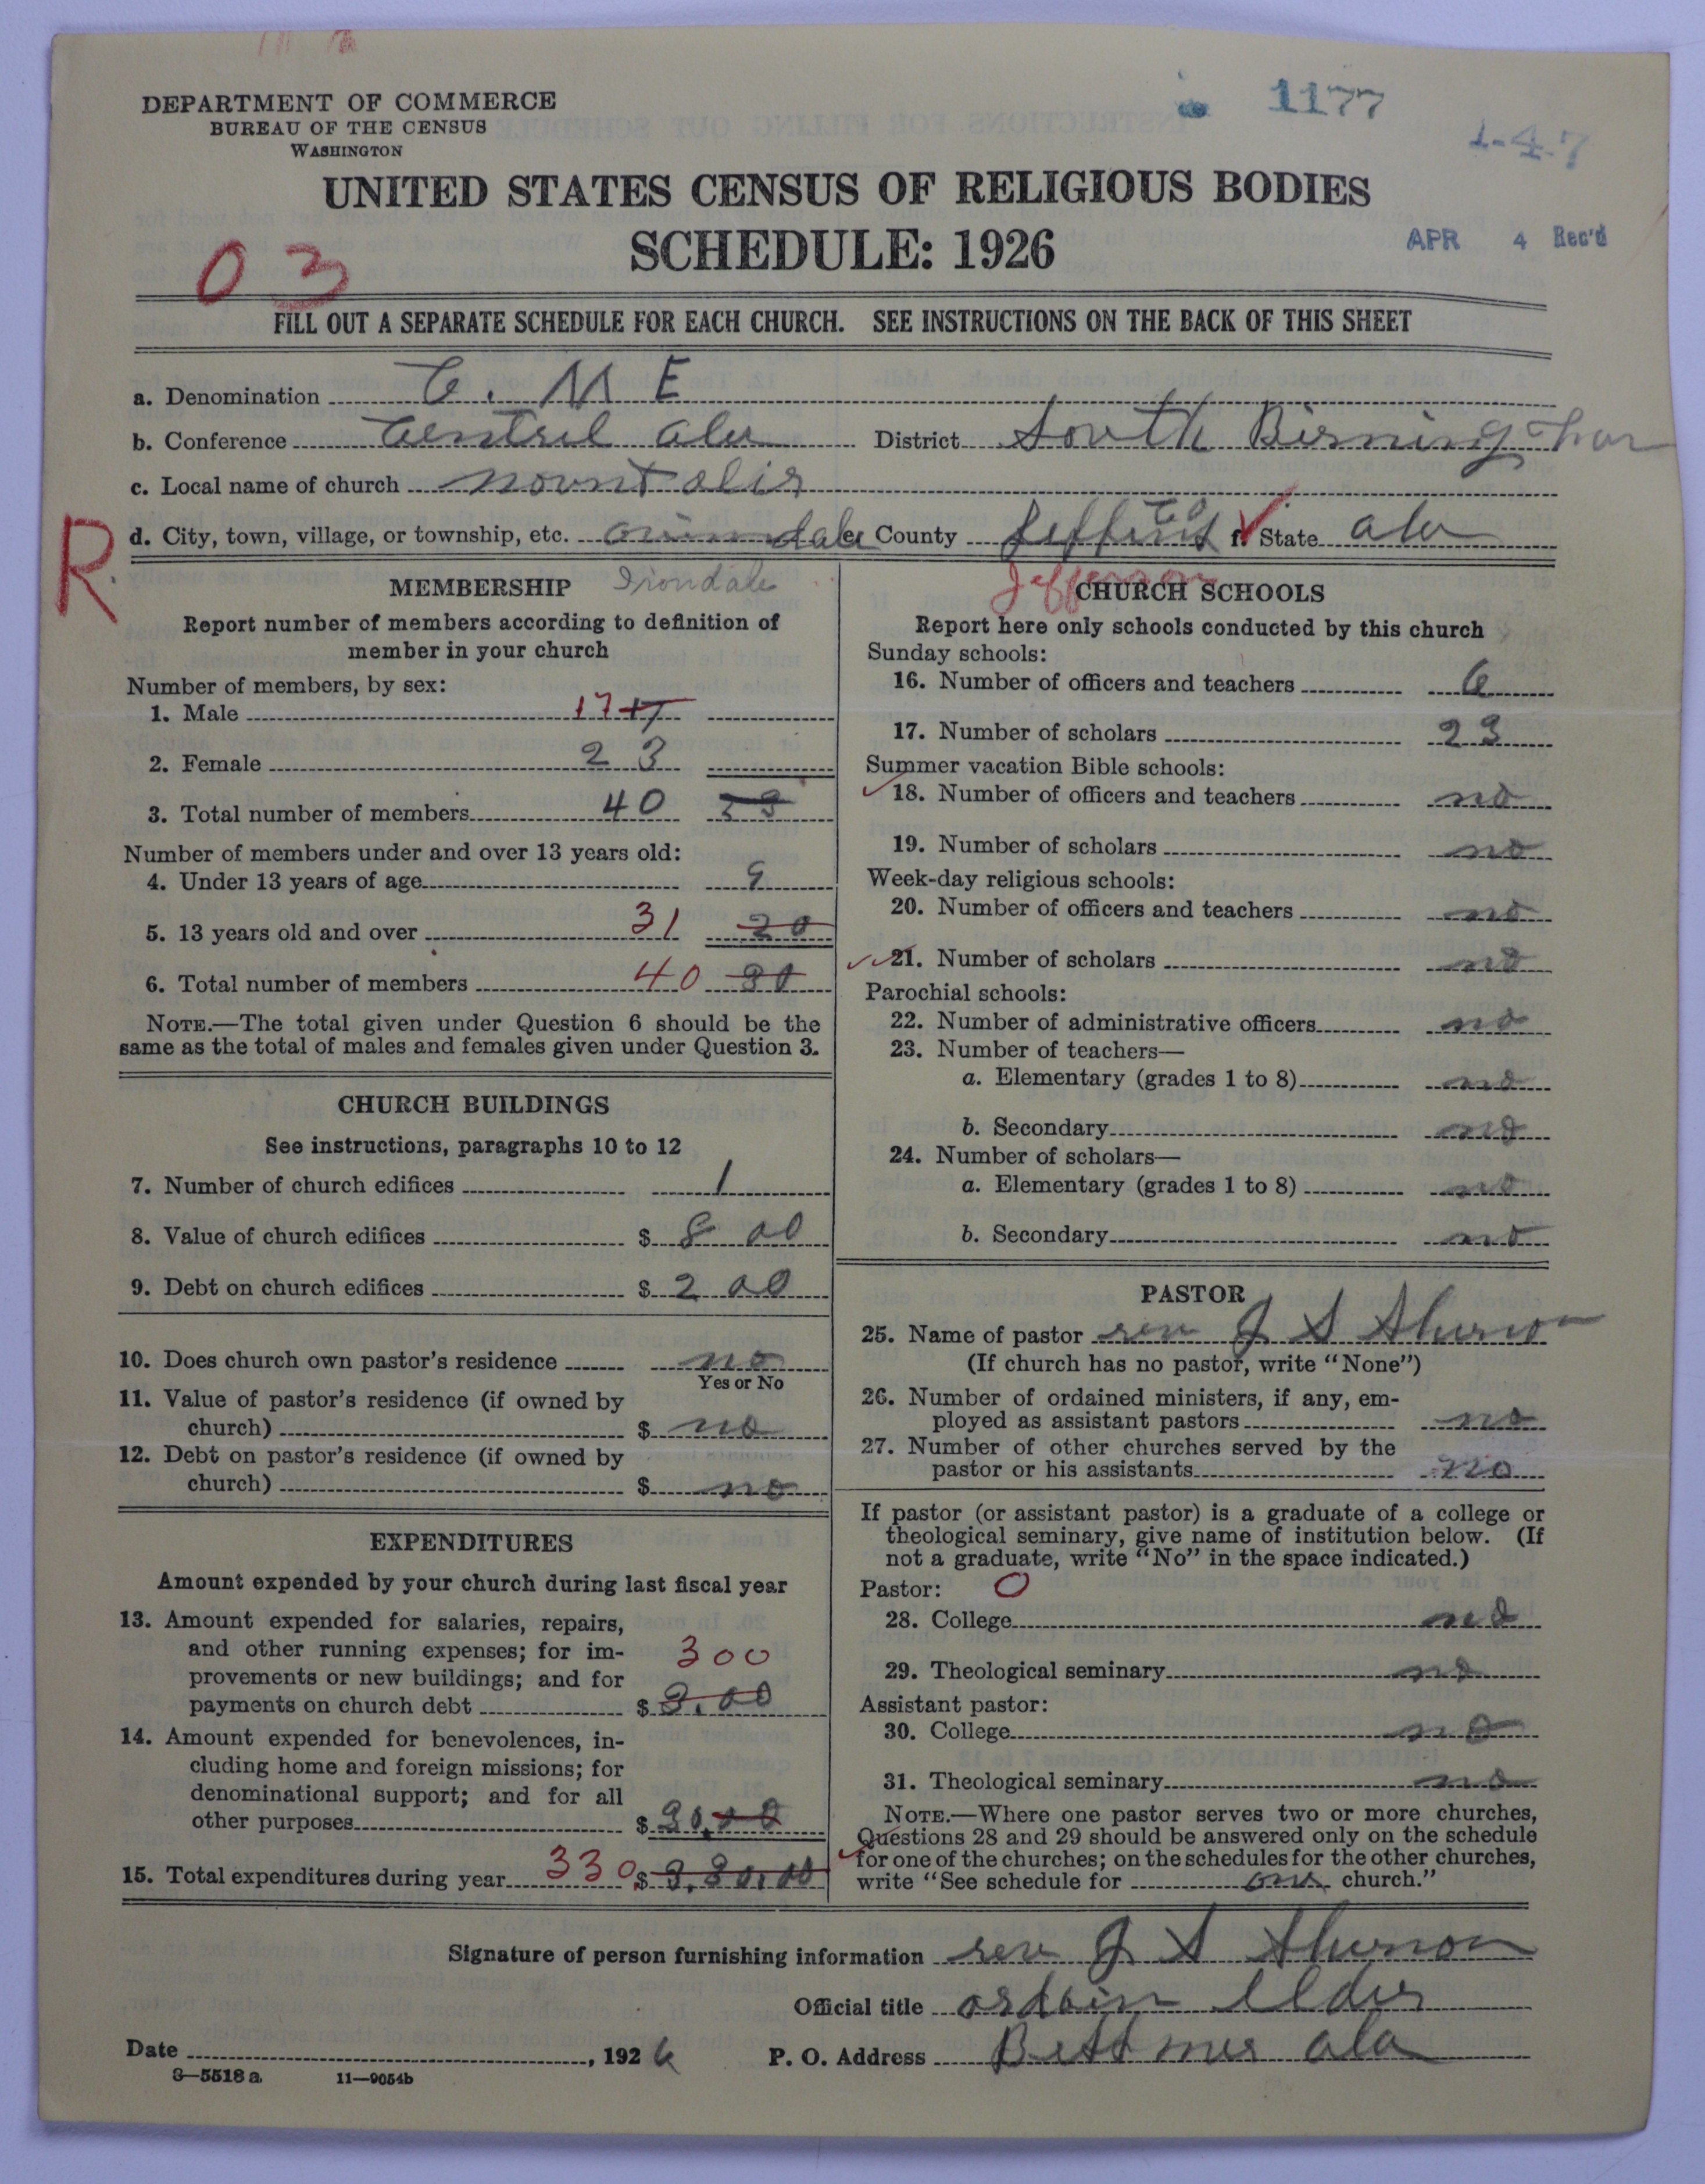 DEPARTMENT OF COMMERCE
BUREAU OF THE CENSUS
WASHINGTON
1177
1-4-7
UNITED STATES CENSUS OF RELIGIOUS BODIES
SCHEDULE: 1926
APR 4 Rec'd
03
FILL OUT A SEPARATE SCHEDULE FOR EACH CHURCH. SEE INSTRUCTIONS ON THE BACK OF THIS SHEET
a. Denomination C. M E
b. Conference Centrel ala District South Birmingham
c. Local name of church mount olir
R. d. City, town, village, or township, etc. e. County f. State ala
Irondale
Jefferson
MEMBERSHIP
Report number of members according to definition of
member in your church
Number of members, by sex:
1. Male 17 17
2. Female 23
3. Total number of members 40
Number of members under and over 13 years old:
4. Under 13 years of age 9
5. 13 years old and over 31 20
6. Total number of members 40 30
NOTE.—The total given under Question 6 should be the
same as the total of males and females given under Question 3.
CHURCH BUILDINGS
See instructions, paragraphs 10 to 12
7. Number of church edifices 1
8. Value of church edifices $ 800
9. Debt on church edifices $ 200
10. Does church own pastor's residence no
Yes or No
11. Value of pastor's residence (if owned by
church) $ no
12. Debt on pastor's residence (if owned by
church) $ no
EXPENDITURES
Amount expended by your church during last fiscal year
13. Amount expended for salaries, repairs,
and other running expenses; for im-
provements or new buildings; and for 300
payments on church debt $ 3.00
14. Amount expended for benevolences, in-
cluding home and foreign missions; for
denominational support; and for all
other purposes $ 30.00
15. Total expenditures during year 330 $ 3,30.00
CHURCH SCHOOLS
Report here only schools conducted by this church
Sunday schools:
16. Number of officers and teachers 6
17. Number of scholars 23
Summer vacation Bible schools:
18. Number of officers and teachers no
19. Number of scholars no
Week-day religious schools:
20. Number of officers and teachers no
21. Number of scholars no
Parochial schools:
22. Number of administrative officers no
23. Number of teachers—
a. Elementary (grades 1 to 8) no
b. Secondary no
24. Number of scholars—
a. Elementary (grades 1 to 8) no
b. Secondary no
PASTOR
25. Name of pastor rev J S
(If church has no pastor, write "None")
26. Number of ordained ministers, if any, em-
ployed as assistant pastors no
27. Number of other churches served by the
pastor or his assistants no
If pastor (or assistant pastor) is a graduate of a college or
theological seminary, give name of institution below. (If
not a graduate, write "No" in the space indicated.)
Pastor: 0
28. College no
29. Theological seminary no
Assistant pastor:
30. College no
31. Theological seminary no
NOTE.—Where one pastor serves two or more churches,
Questions 28 and 29 should be answered only on the schedule
for one of the churches; on the schedules for the other churches,
write "See schedule for one church."
Signature of person furnishing information rev J S
Official title ordain elder
Date , 1926 P. O. Address ala
3—5518 a 11—9054b